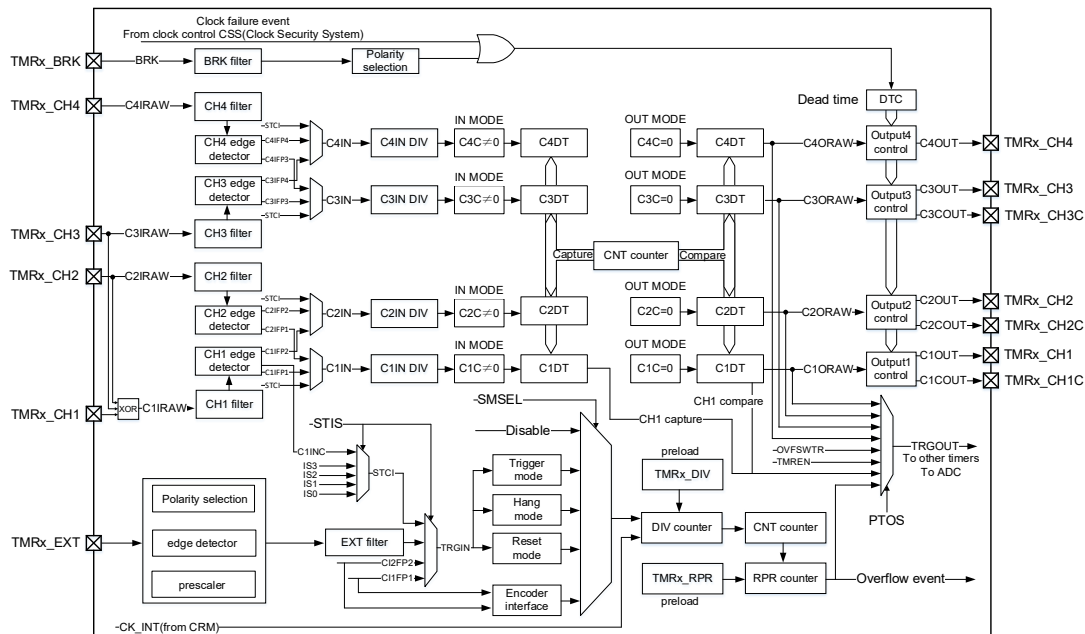 Clock failure event
From clock control CSS(Clock Security System)
TMRx_BRK
BRK
BRK filter
Polarity selection
TMRx_CH4
C4IRAW
CH4 filter
Dead time
DTC
STCI
C4IFP4
C4IFP3
CH4 edge detector
C4IN
C4IN DIV
IN MODE
C4C≠0
C4DT
OUT MODE
C4C=0
C4DT
C4ORAW
Output4 control
C4OUT
TMRx_CH4
CH3 edge detector
C3IFP4
C3IFP3
STCI
C3IN
C3IN DIV
IN MODE
C3C≠0
C3DT
OUT MODE
C3C=0
C3DT
C3ORAW
Output3 control
C3OUT
TMRx_CH3
C3COUT
TMRx_CH3C
TMRx_CH3
C3IRAW
CH3 filter
Capture
CNT counter
Compare
TMRx_CH2
C2IRAW
CH2 filter
STCI
C2IFP2
C2IFP1
CH2 edge detector
C2IN
C2IN DIV
IN MODE
C2C≠0
C2DT
OUT MODE
C2C=0
C2DT
C2ORAW
Output2 control
C2OUT
TMRx_CH2
C2COUT
TMRx_CH2C
CH1 edge detector
C1IFP2
C1IFP1
STCI
C1IN
C1IN DIV
IN MODE
C1C≠0
C1DT
OUT MODE
C1C=0
C1DT
C1ORAW
Output1 control
C1OUT
TMRx_CH1
C1COUT
TMRx_CH1C
TMRx_CH1
XOR
C1IRAW
CH1 filter
SMSEL
CH1 capture
CH1 compare
STIS
Disable
C1INC
IS3
IS2
IS1
IS0
STCI
Trigger mode
Hang mode
Reset mode
Encoder interface
preload
TMRx_DIV
OVFSWTR
TMREN
TRGOUT
To other timers
To ADC
PTOS
Polarity selection
edge detector
prescaler
TMRx_EXT
EXT filter
CI2FP2
CI1FP1
TRGIN
DIV counter
CNT counter
TMRx_RPR
preload
RPR counter
Overflow event
CK_INT(from CRM)